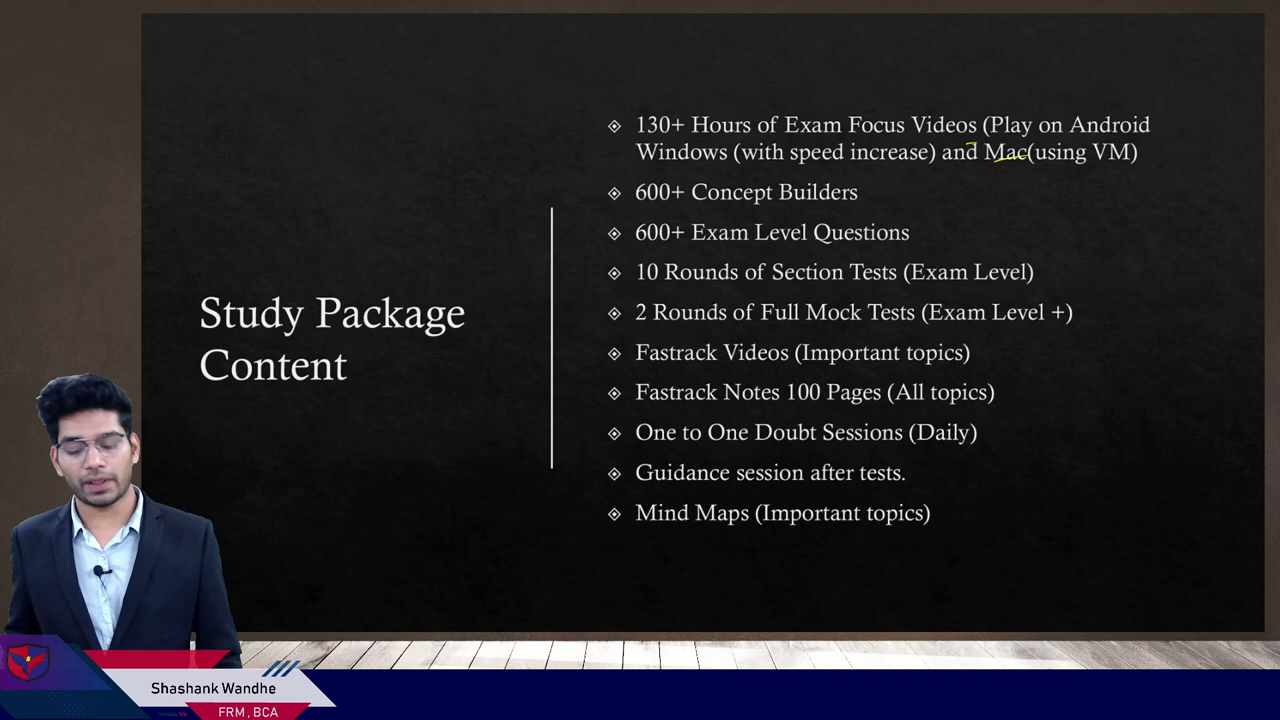 Study Package
Content
130+ Hours of Exam Focus Videos (Play on Android
Windows (with speed increase) and Mac(using VM)
600+ Concept Builders
600+ Exam Level Questions
10 Rounds of Section Tests (Exam Level)
2 Rounds of Full Mock Tests (Exam Level +)
Fastrack Videos (Important topics)
Fastrack Notes 100 Pages (All topics)
One to One Doubt Sessions (Daily)
Guidance session after tests.
Mind Maps (Important topics)
Shashank Wandhe
FRM, BCA